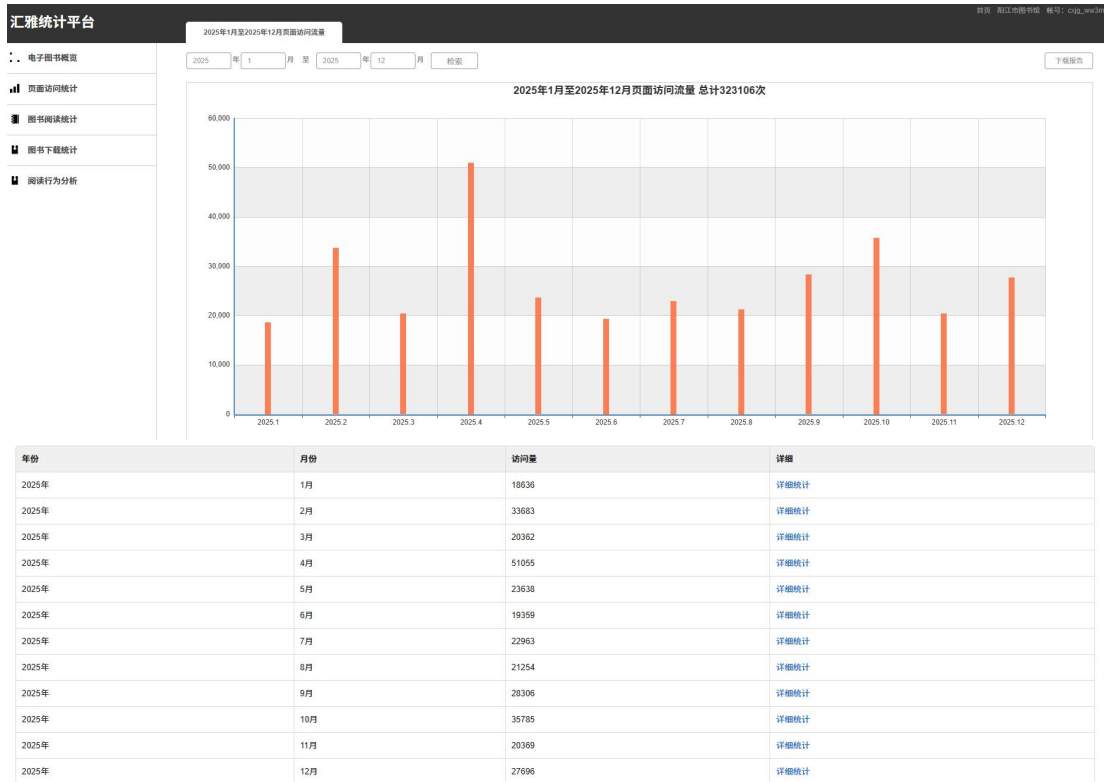 汇雅统计平台
首页 阳江市图书馆 帐号：cxjg_ww3m
2025年1月至2025年12月页面访问流量
电子图书概览
页面访问统计
图书阅读统计
图书下载统计
阅读行为分析
2025 年 1 月 至 2025 年 12 月 检索
下载报告
2025年1月至2025年12月页面访问流量 总计323106次
60,000
50,000
40,000
30,000
20,000
10,000
0
2025.1 2025.2 2025.3 2025.4 2025.5 2025.6 2025.7 2025.8 2025.9 2025.10 2025.11 2025.12
年份 月份 访问量 详细
2025年 1月 18636 详细统计
2025年 2月 33683 详细统计
2025年 3月 20362 详细统计
2025年 4月 51055 详细统计
2025年 5月 23638 详细统计
2025年 6月 19359 详细统计
2025年 7月 22963 详细统计
2025年 8月 21254 详细统计
2025年 9月 28306 详细统计
2025年 10月 35785 详细统计
2025年 11月 20369 详细统计
2025年 12月 27696 详细统计